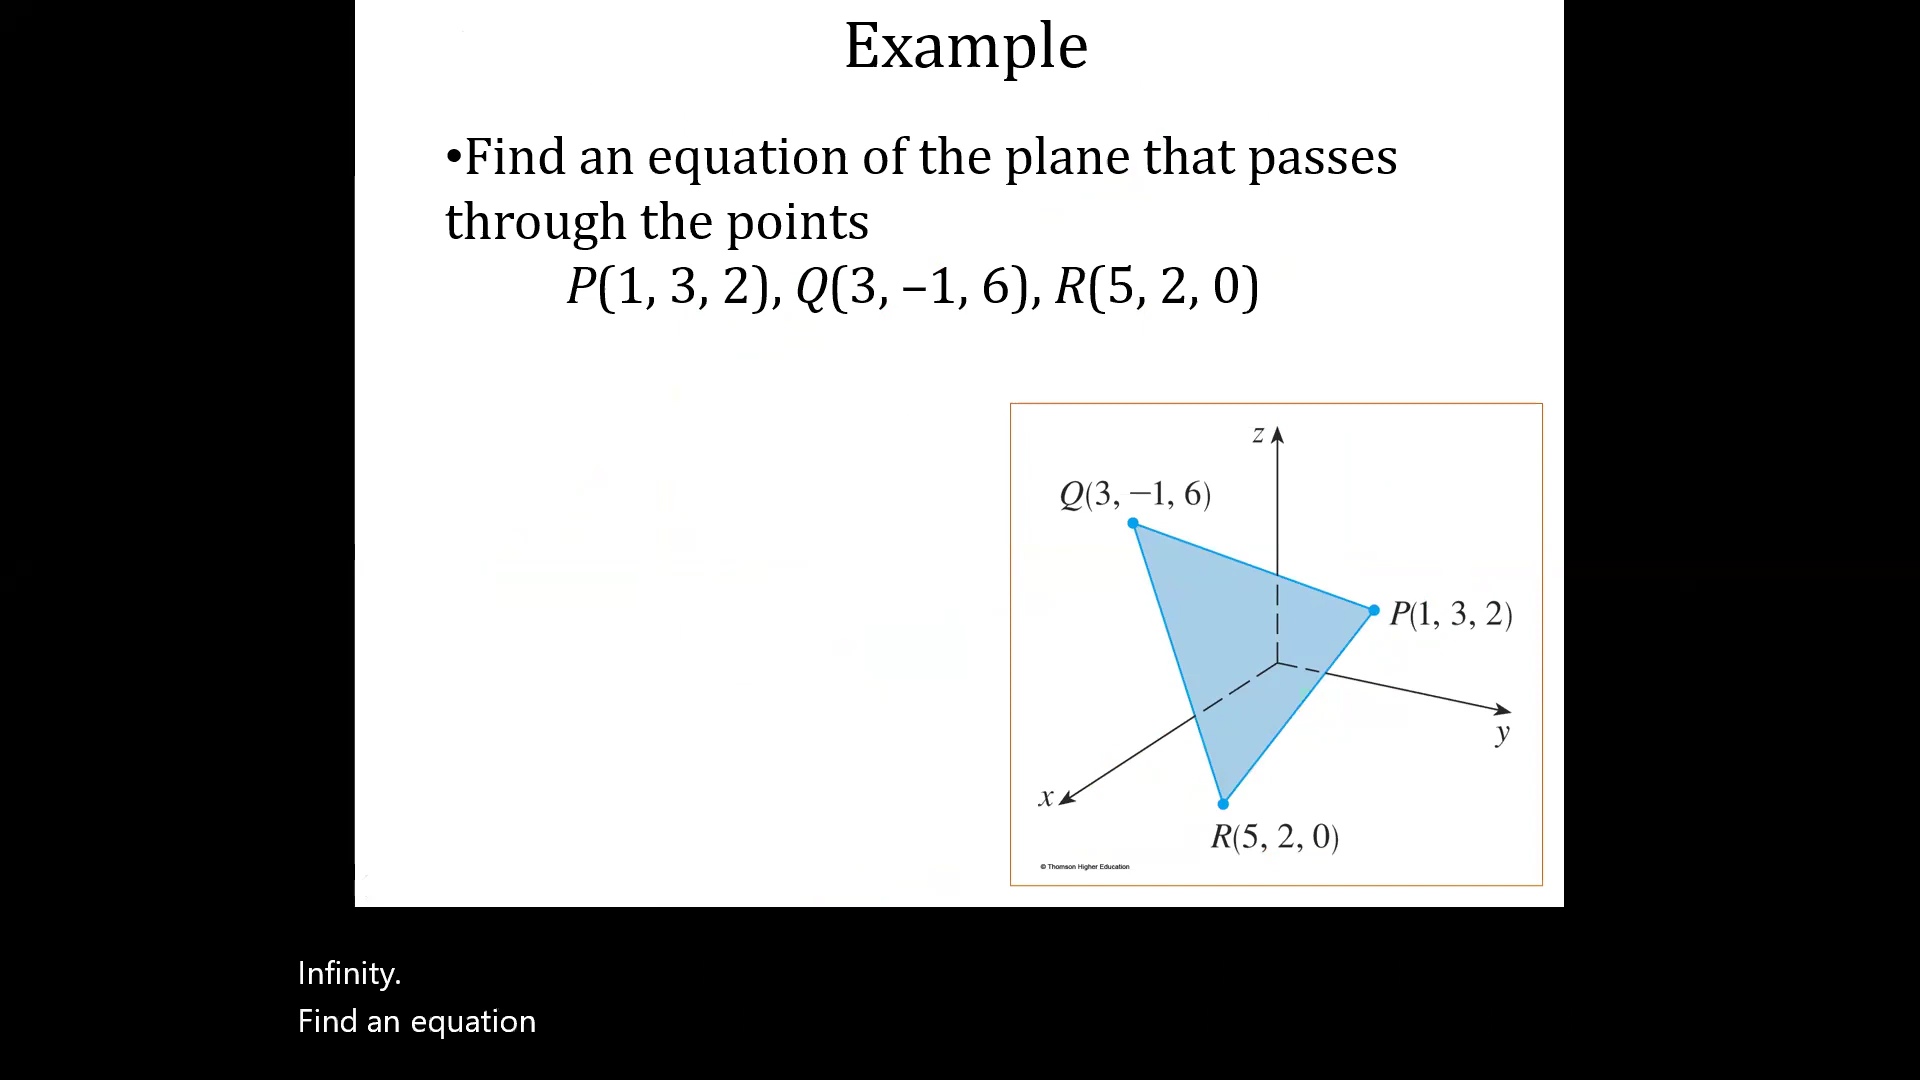 Example
•Find an equation of the plane that passes
through the points
P(1, 3, 2), Q(3, –1, 6), R(5, 2, 0)
z
Q(3, −1, 6)
P(1, 3, 2)
y
x
R(5, 2, 0)
© Thomson Higher Education
Infinity.
Find an equation